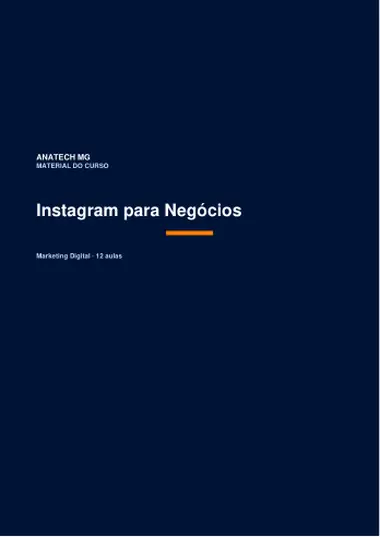 ANATECH MG
MATERIAL DO CURSO
Instagram para Negócios
Marketing Digital · 12 aulas